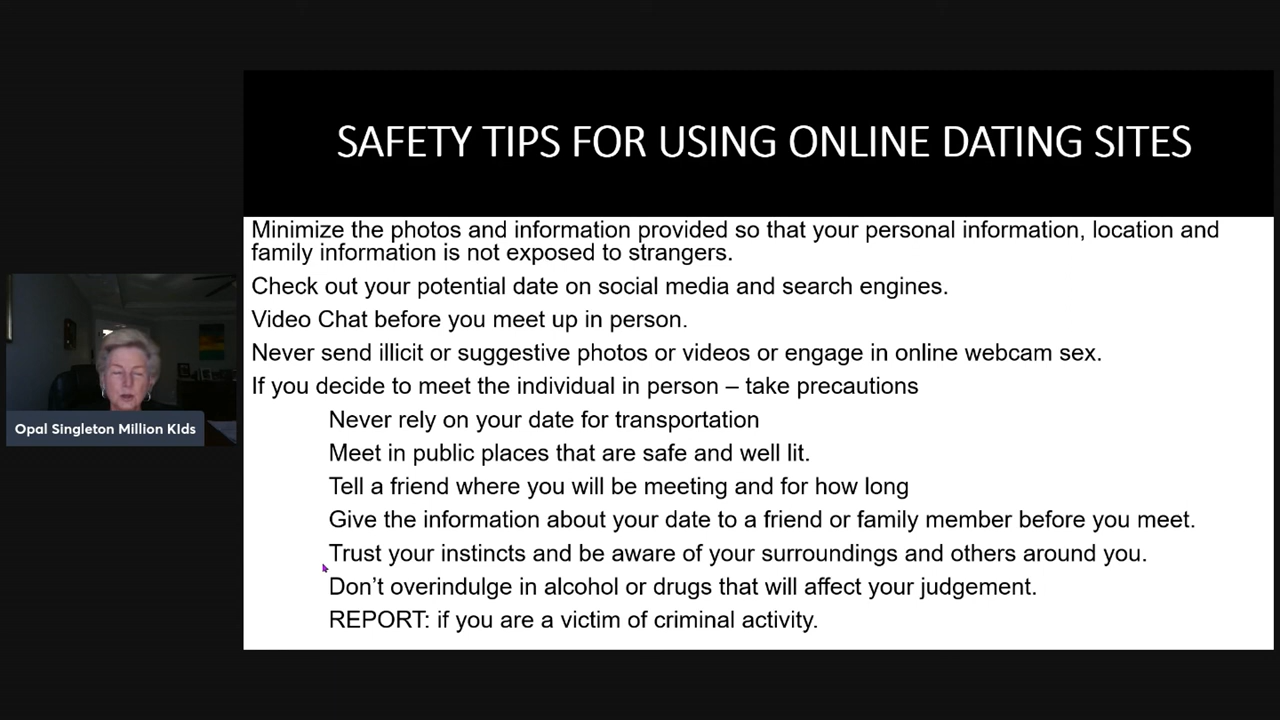 SAFETY TIPS FOR USING ONLINE DATING SITES
Minimize the photos and information provided so that your personal information, location and
family information is not exposed to strangers.
Check out your potential date on social media and search engines.
Video Chat before you meet up in person.
Never send illicit or suggestive photos or videos or engage in online webcam sex.
If you decide to meet the individual in person – take precautions
Never rely on your date for transportation
Meet in public places that are safe and well lit.
Tell a friend where you will be meeting and for how long
Give the information about your date to a friend or family member before you meet.
Trust your instincts and be aware of your surroundings and others around you.
Don’t overindulge in alcohol or drugs that will affect your judgement.
REPORT: if you are a victim of criminal activity.
Opal Singleton Million KIds